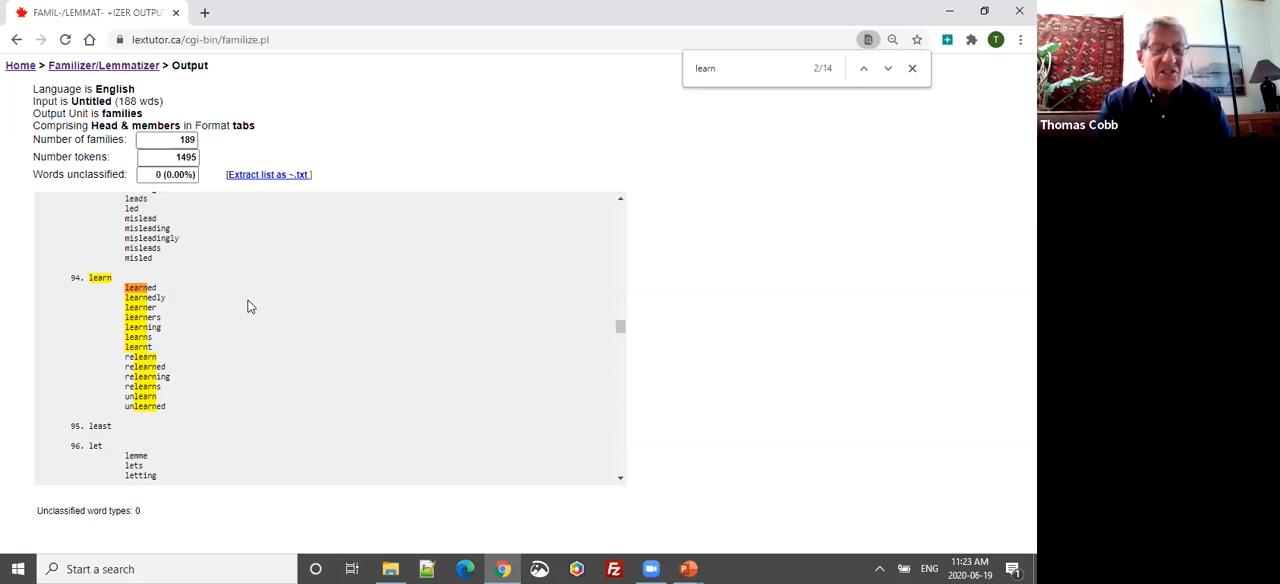 FAMIL-/LEMMAT- +IZER OUTPU
lextutor.ca/cgi-bin/familize.pl
learn 2/14
T
Home > Familizer/Lemmatizer > Output
Language is English
Input is Untitled (188 wds)
Output Unit is families
Comprising Head & members in Format tabs
Number of families: 189
Number tokens: 1495
Words unclassified: 0 (0.00%) [Extract list as ~.txt ]
leads
led
mislead
misleading
misleadingly
misleads
misled
94. learn
learned
learnedly
learner
learners
learning
learns
learnt
relearn
relearned
relearning
relearns
unlearn
unlearned
95. least
96. let
lemme
lets
letting
Unclassified word types: 0
Thomas Cobb
Start a search
ENG
11:23 AM
2020-06-19
1